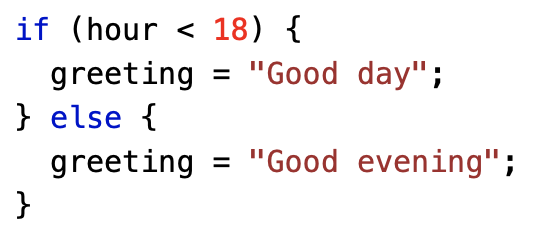 if (hour < 18) {
  greeting = "Good day";
} else {
  greeting = "Good evening";
}